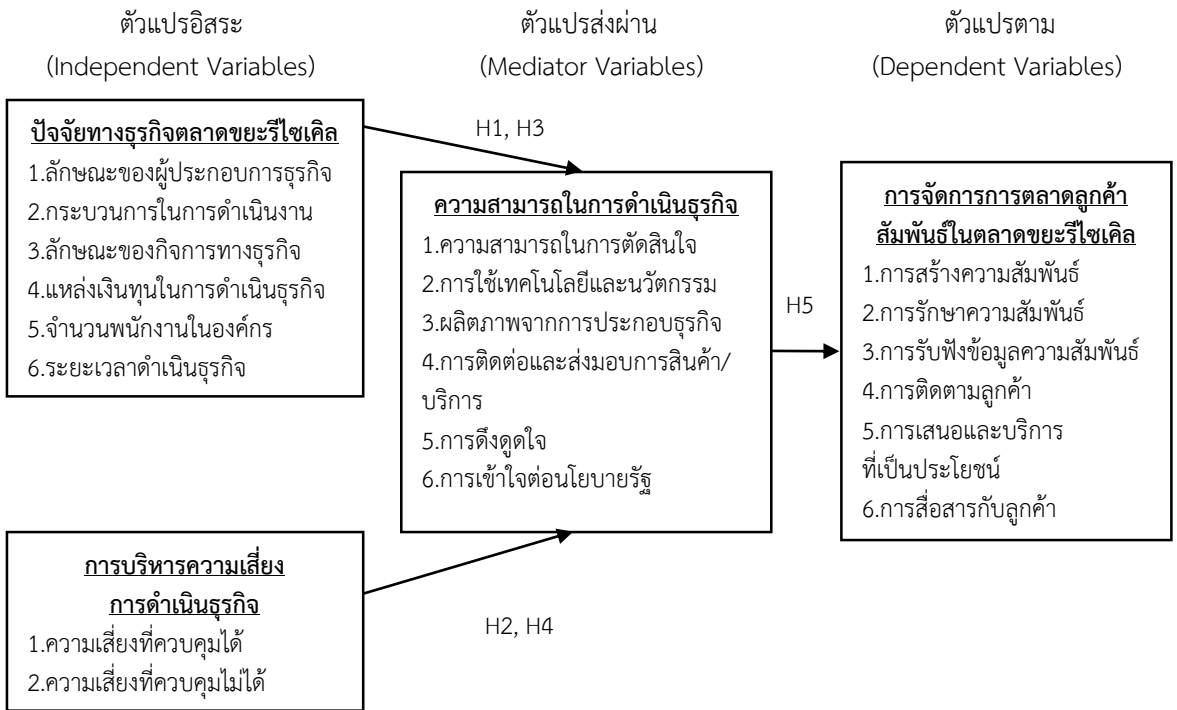 ตัวแปรอิสระ
(Independent Variables)
ตัวแปรส่งผ่าน
(Mediator Variables)
ตัวแปรตาม
(Dependent Variables)
ปัจจัยทางธุรกิจตลาดขยะรีไซเคิล
1.ลักษณะของผู้ประกอบการธุรกิจ
2.กระบวนการในการดำเนินงาน
3.ลักษณะของกิจการทางธุรกิจ
4.แหล่งเงินทุนในการดำเนินธุรกิจ
5.จำนวนพนักงานในองค์กร
6.ระยะเวลาดำเนินธุรกิจ
H1, H3
ความสามารถในการดำเนินธุรกิจ
1.ความสามารถในการตัดสินใจ
2.การใช้เทคโนโลยีและนวัตกรรม
3.ผลิตภาพจากการประกอบธุรกิจ
4.การติดต่อและส่งมอบการสินค้า/
บริการ
5.การดึงดูดใจ
6.การเข้าใจต่อนโยบายรัฐ
H5
การจัดการการตลาดลูกค้า
สัมพันธ์ในตลาดขยะรีไซเคิล
1.การสร้างความสัมพันธ์
2.การรักษาความสัมพันธ์
3.การรับฟังข้อมูลความสัมพันธ์
4.การติดตามลูกค้า
5.การเสนอและบริการ
ที่เป็นประโยชน์
6.การสื่อสารกับลูกค้า
การบริหารความเสี่ยง
การดำเนินธุรกิจ
1.ความเสี่ยงที่ควบคุมได้
2.ความเสี่ยงที่ควบคุมไม่ได้
H2, H4